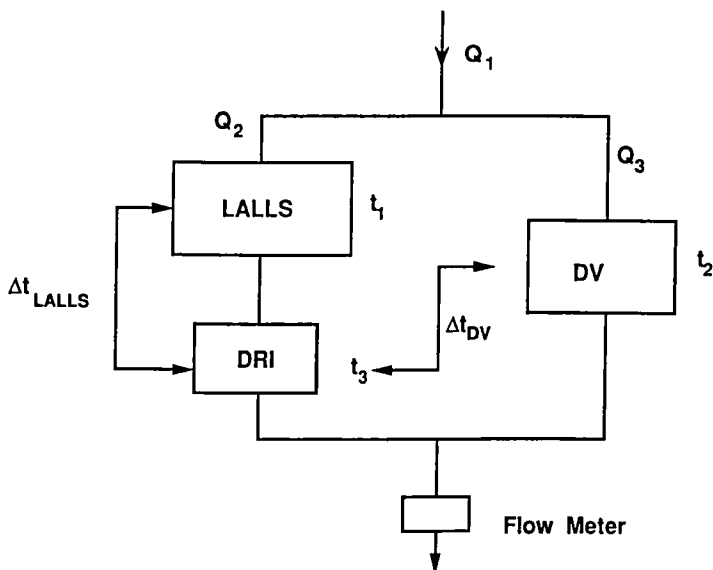 Q1
Q2
Q3
LALLS
t1
DV
t2
ΔtLALLS
ΔtDV
DRI
t3
Flow Meter